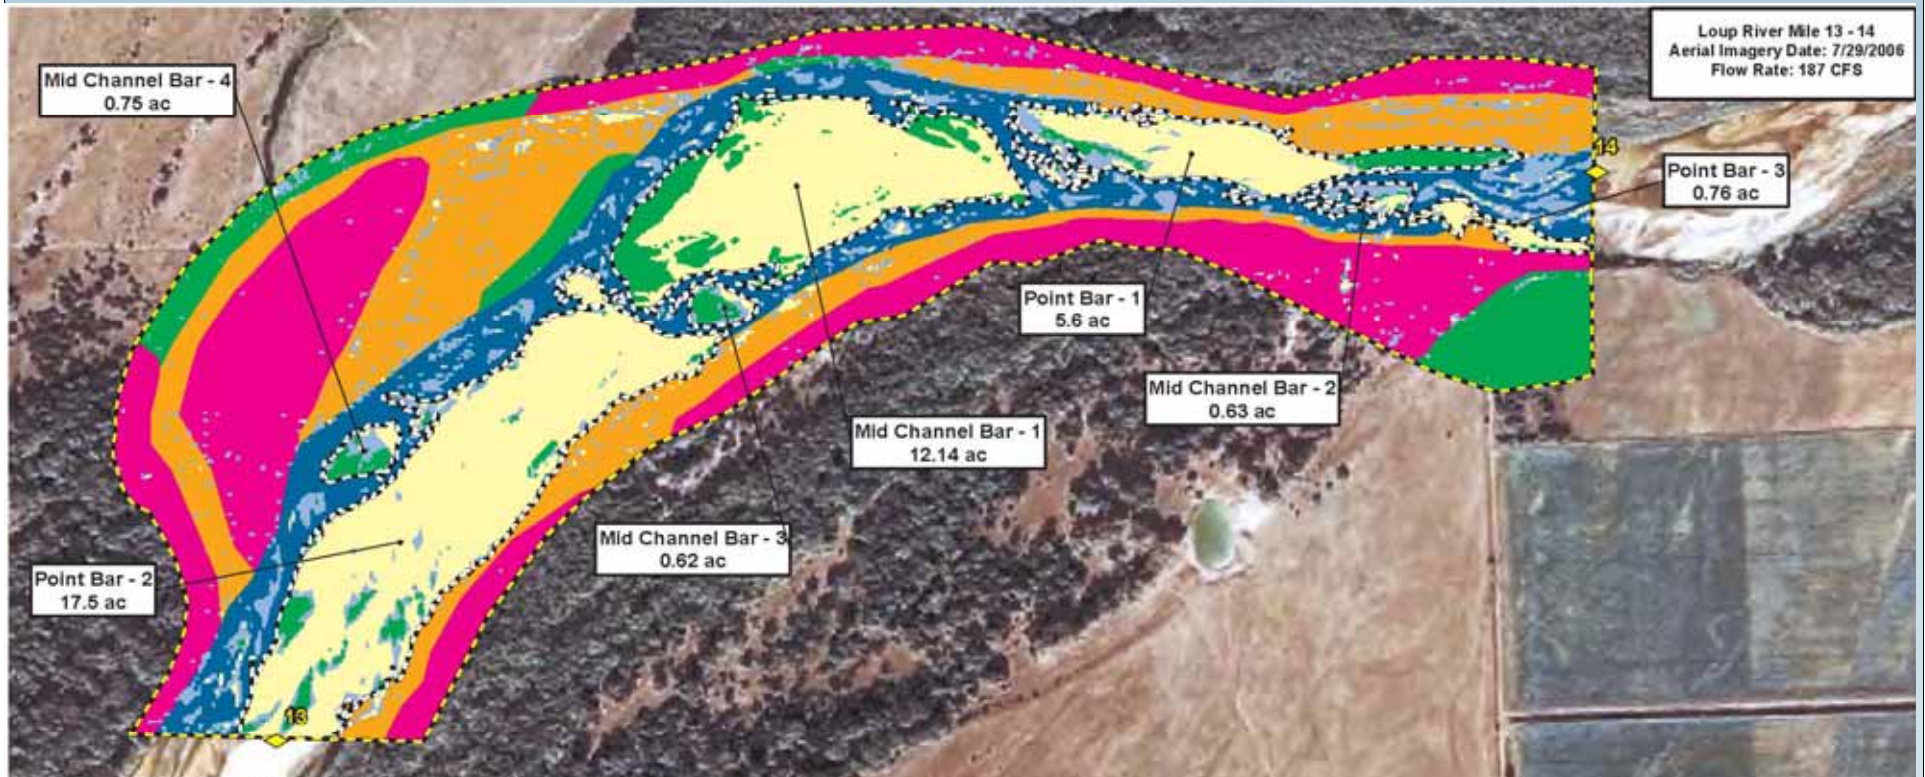 Loup River Mile 13 - 14
Aerial Imagery Date: 7/29/2006
Flow Rate: 187 CFS
Mid Channel Bar - 4
0.75 ac
14
Point Bar - 3
0.76 ac
Point Bar - 1
5.6 ac
Mid Channel Bar - 2
0.63 ac
Mid Channel Bar - 1
12.14 ac
Mid Channel Bar - 3
0.62 ac
Point Bar - 2
17.5 ac
13